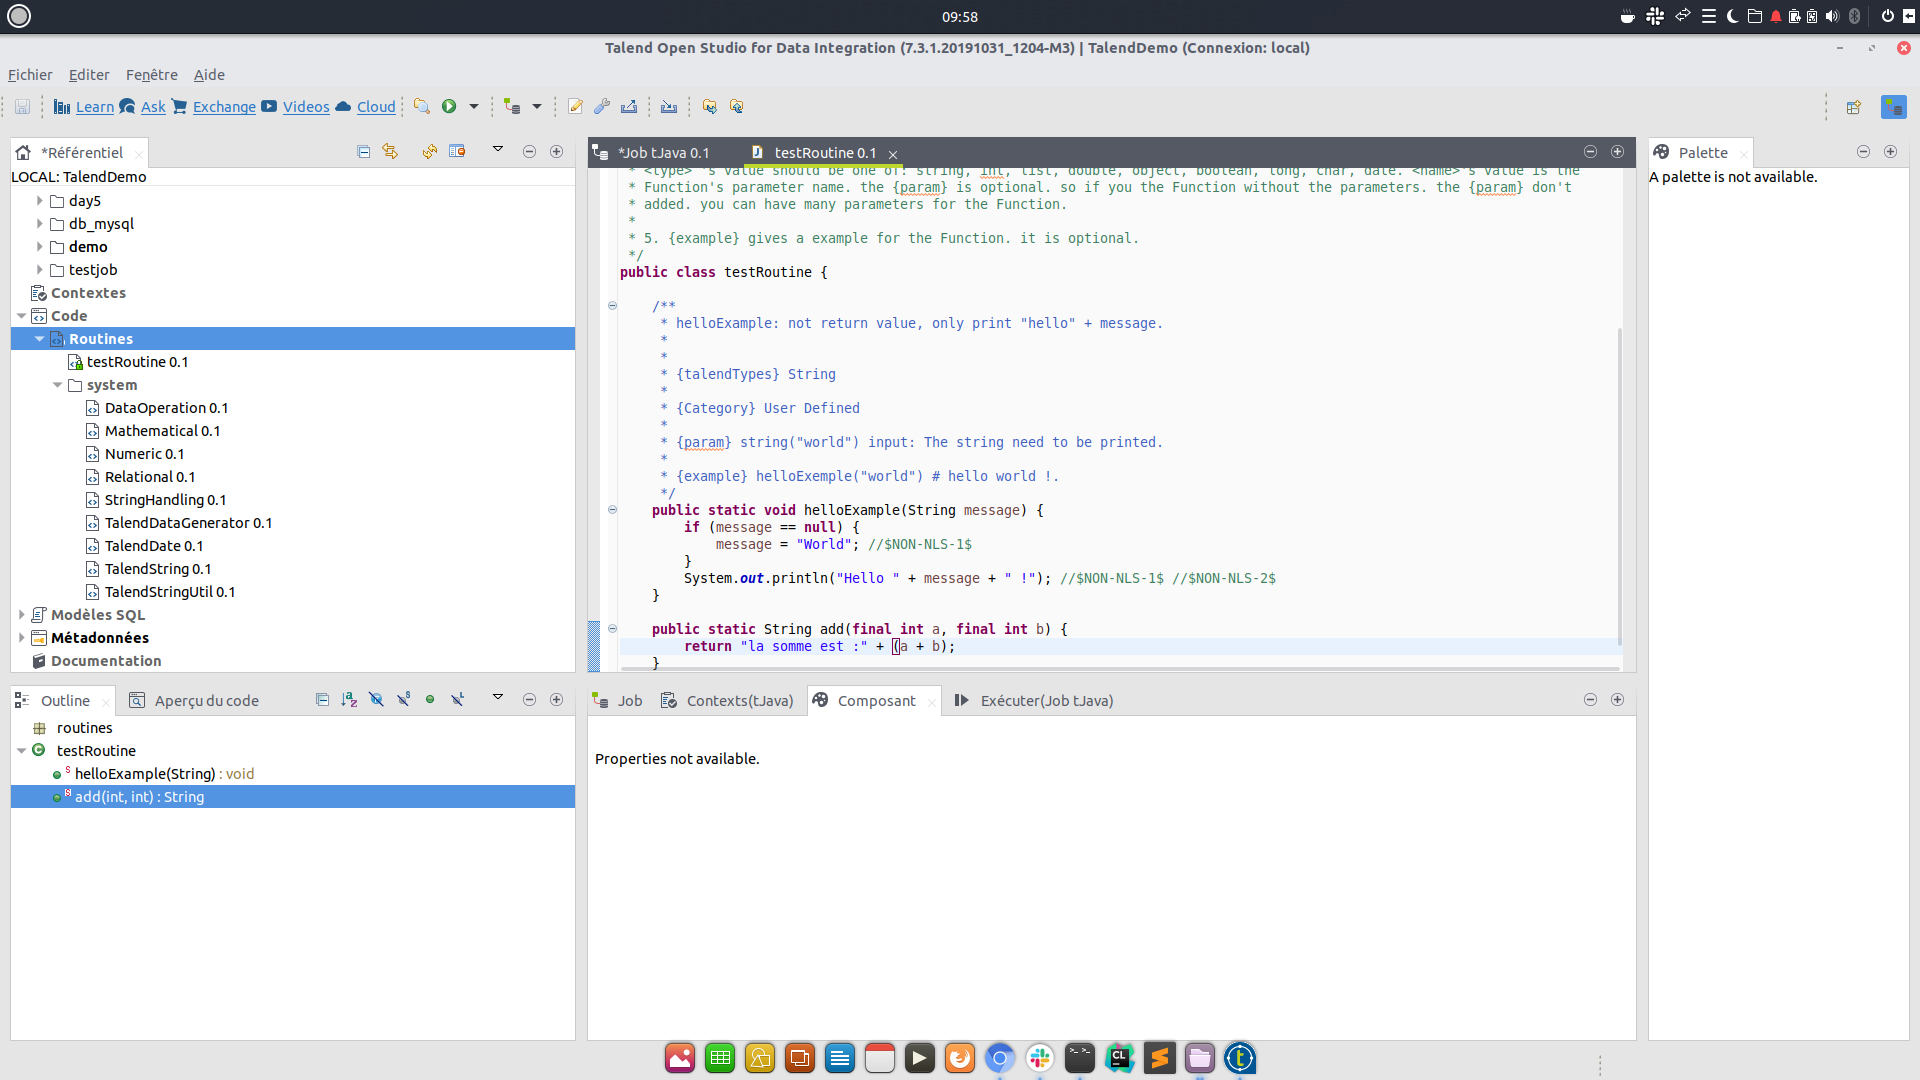 09:58
Talend Open Studio for Data Integration (7.3.1.20191031_1204-M3) | TalendDemo (Connexion: local)
Fichier Editer Fenêtre Aide
Learn Ask Exchange Videos Cloud
*Référentiel
LOCAL: TalendDemo
day5
db_mysql
demo
testjob
Contextes
Code
Routines
testRoutine 0.1
system
DataOperation 0.1
Mathematical 0.1
Numeric 0.1
Relational 0.1
StringHandling 0.1
TalendDataGenerator 0.1
TalendDate 0.1
TalendString 0.1
TalendStringUtil 0.1
Modèles SQL
Métadonnées
Documentation
*Job tJava 0.1 testRoutine 0.1
* <type> 's value should be one of: string, int, list, double, object, boolean, long, char, date. <name>'s value is the
* Function's parameter name. the {param} is optional. so if you the Function without the parameters. the {param} don't
* added. you can have many parameters for the Function.
*
* 5. {example} gives a example for the Function. it is optional.
*/
public class testRoutine {
/**
* helloExample: not return value, only print "hello" + message.
*
*
* {talendTypes} String
*
* {Category} User Defined
*
* {param} string("world") input: The string need to be printed.
*
* {example} helloExemple("world") # hello world !.
*/
public static void helloExample(String message) {
if (message == null) {
message = "World"; //$NON-NLS-1$
}
System.out.println("Hello " + message + " !"); //$NON-NLS-1$ //$NON-NLS-2$
}
public static String add(final int a, final int b) {
return "la somme est :" + (a + b);
}
Palette
A palette is not available.
Outline Aperçu du code
routines
testRoutine
helloExample(String) : void
add(int, int) : String
Job Contexts(tJava) Composant Exécuter(Job tJava)
Properties not available.
CL